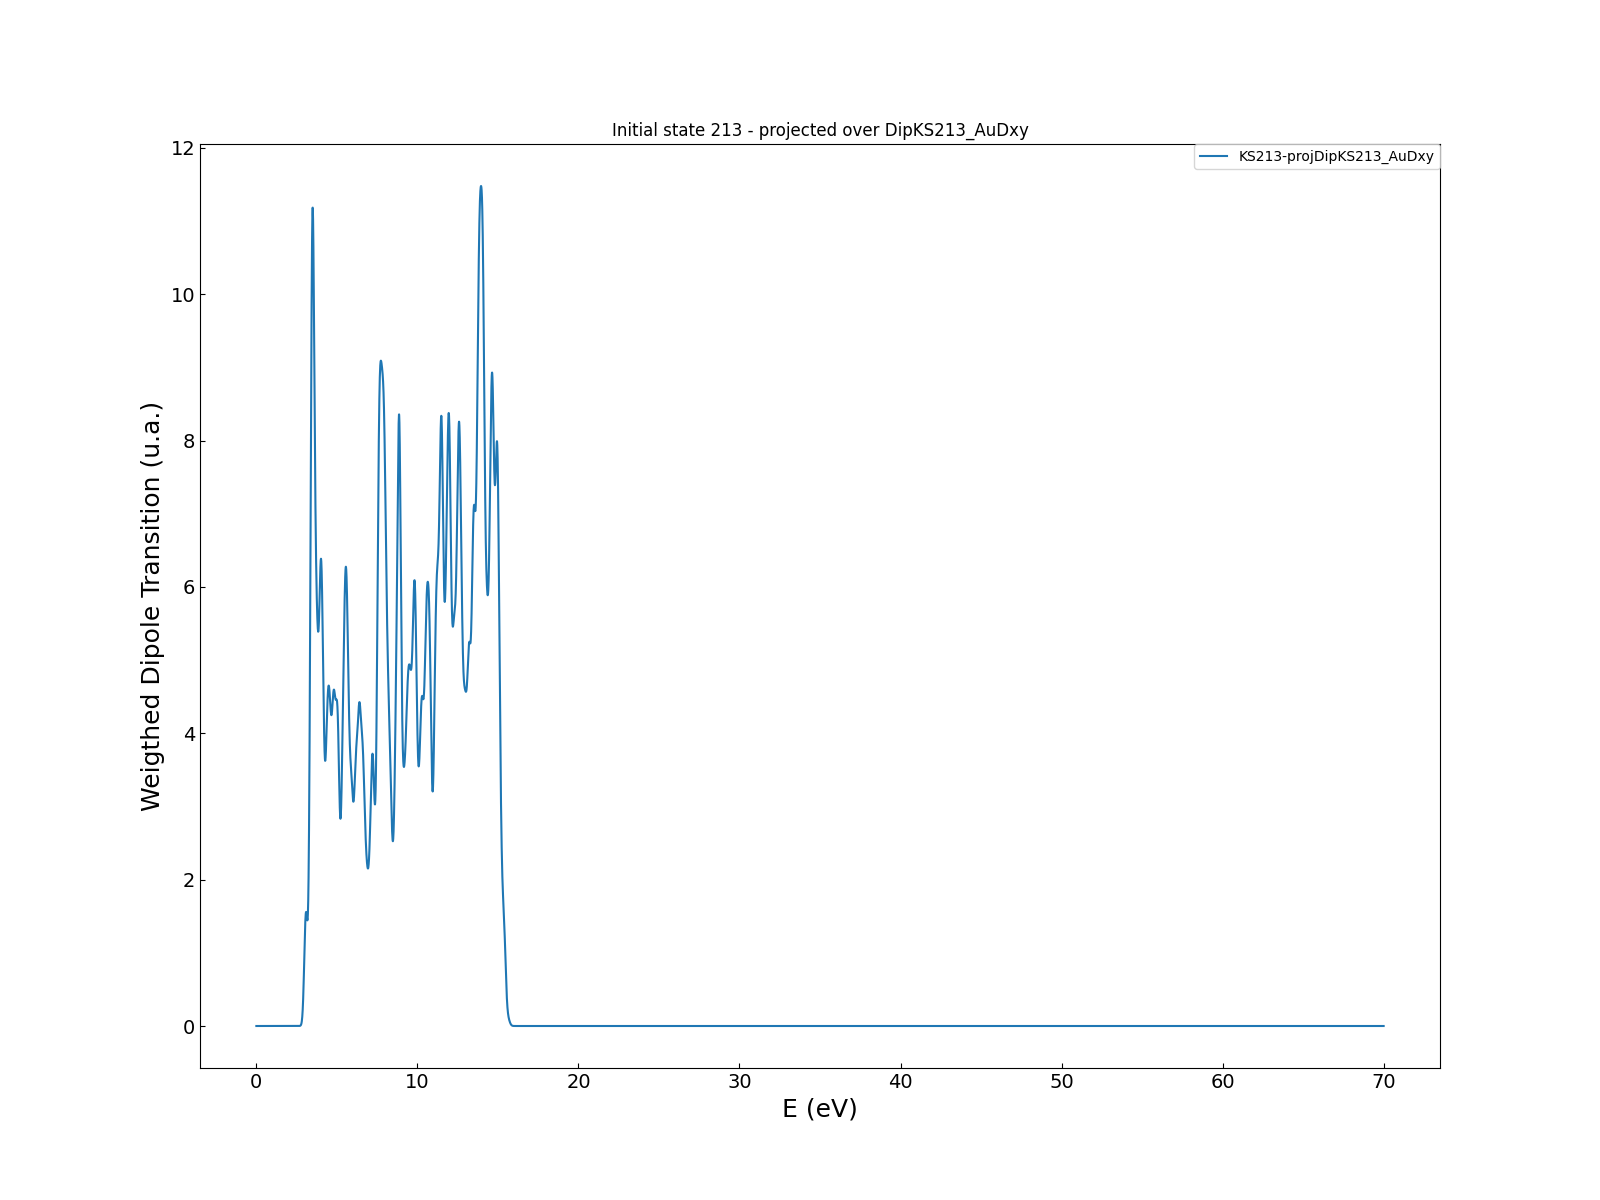 Initial state 213 - projected over DipKS213_AuDxy
KS213-projDipKS213_AuDxy
Weigthed Dipole Transition (u.a.)
12
10
8
6
4
2
0
0 10 20 30 40 50 60 70
E (eV)